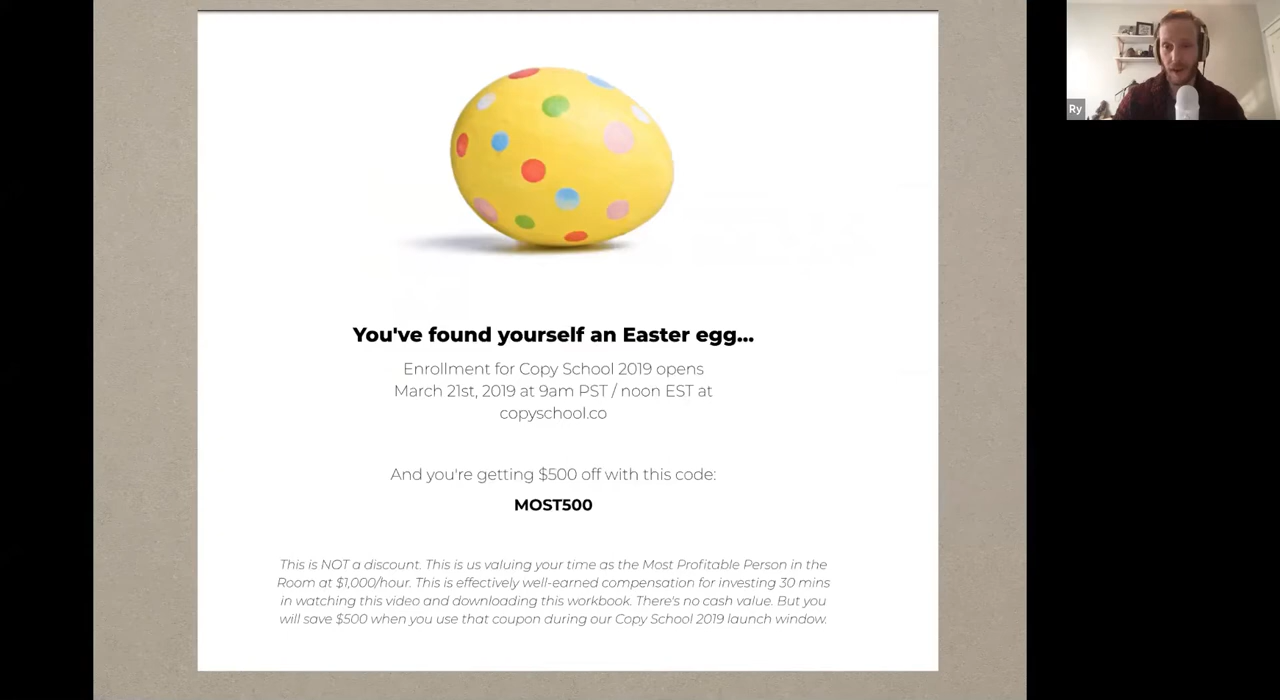 You've found yourself an Easter egg...
Enrollment for Copy School 2019 opens
March 21st, 2019 at 9am PST / noon EST at
copyschool.co
And you're getting $500 off with this code:
MOST500
This is NOT a discount. This is us valuing your time as the Most Profitable Person in the
Room at $1,000/hour. This is effectively well-earned compensation for investing 30 mins
in watching this video and downloading this workbook. There's no cash value. But you
will save $500 when you use that coupon during our Copy School 2019 launch window.
Ry